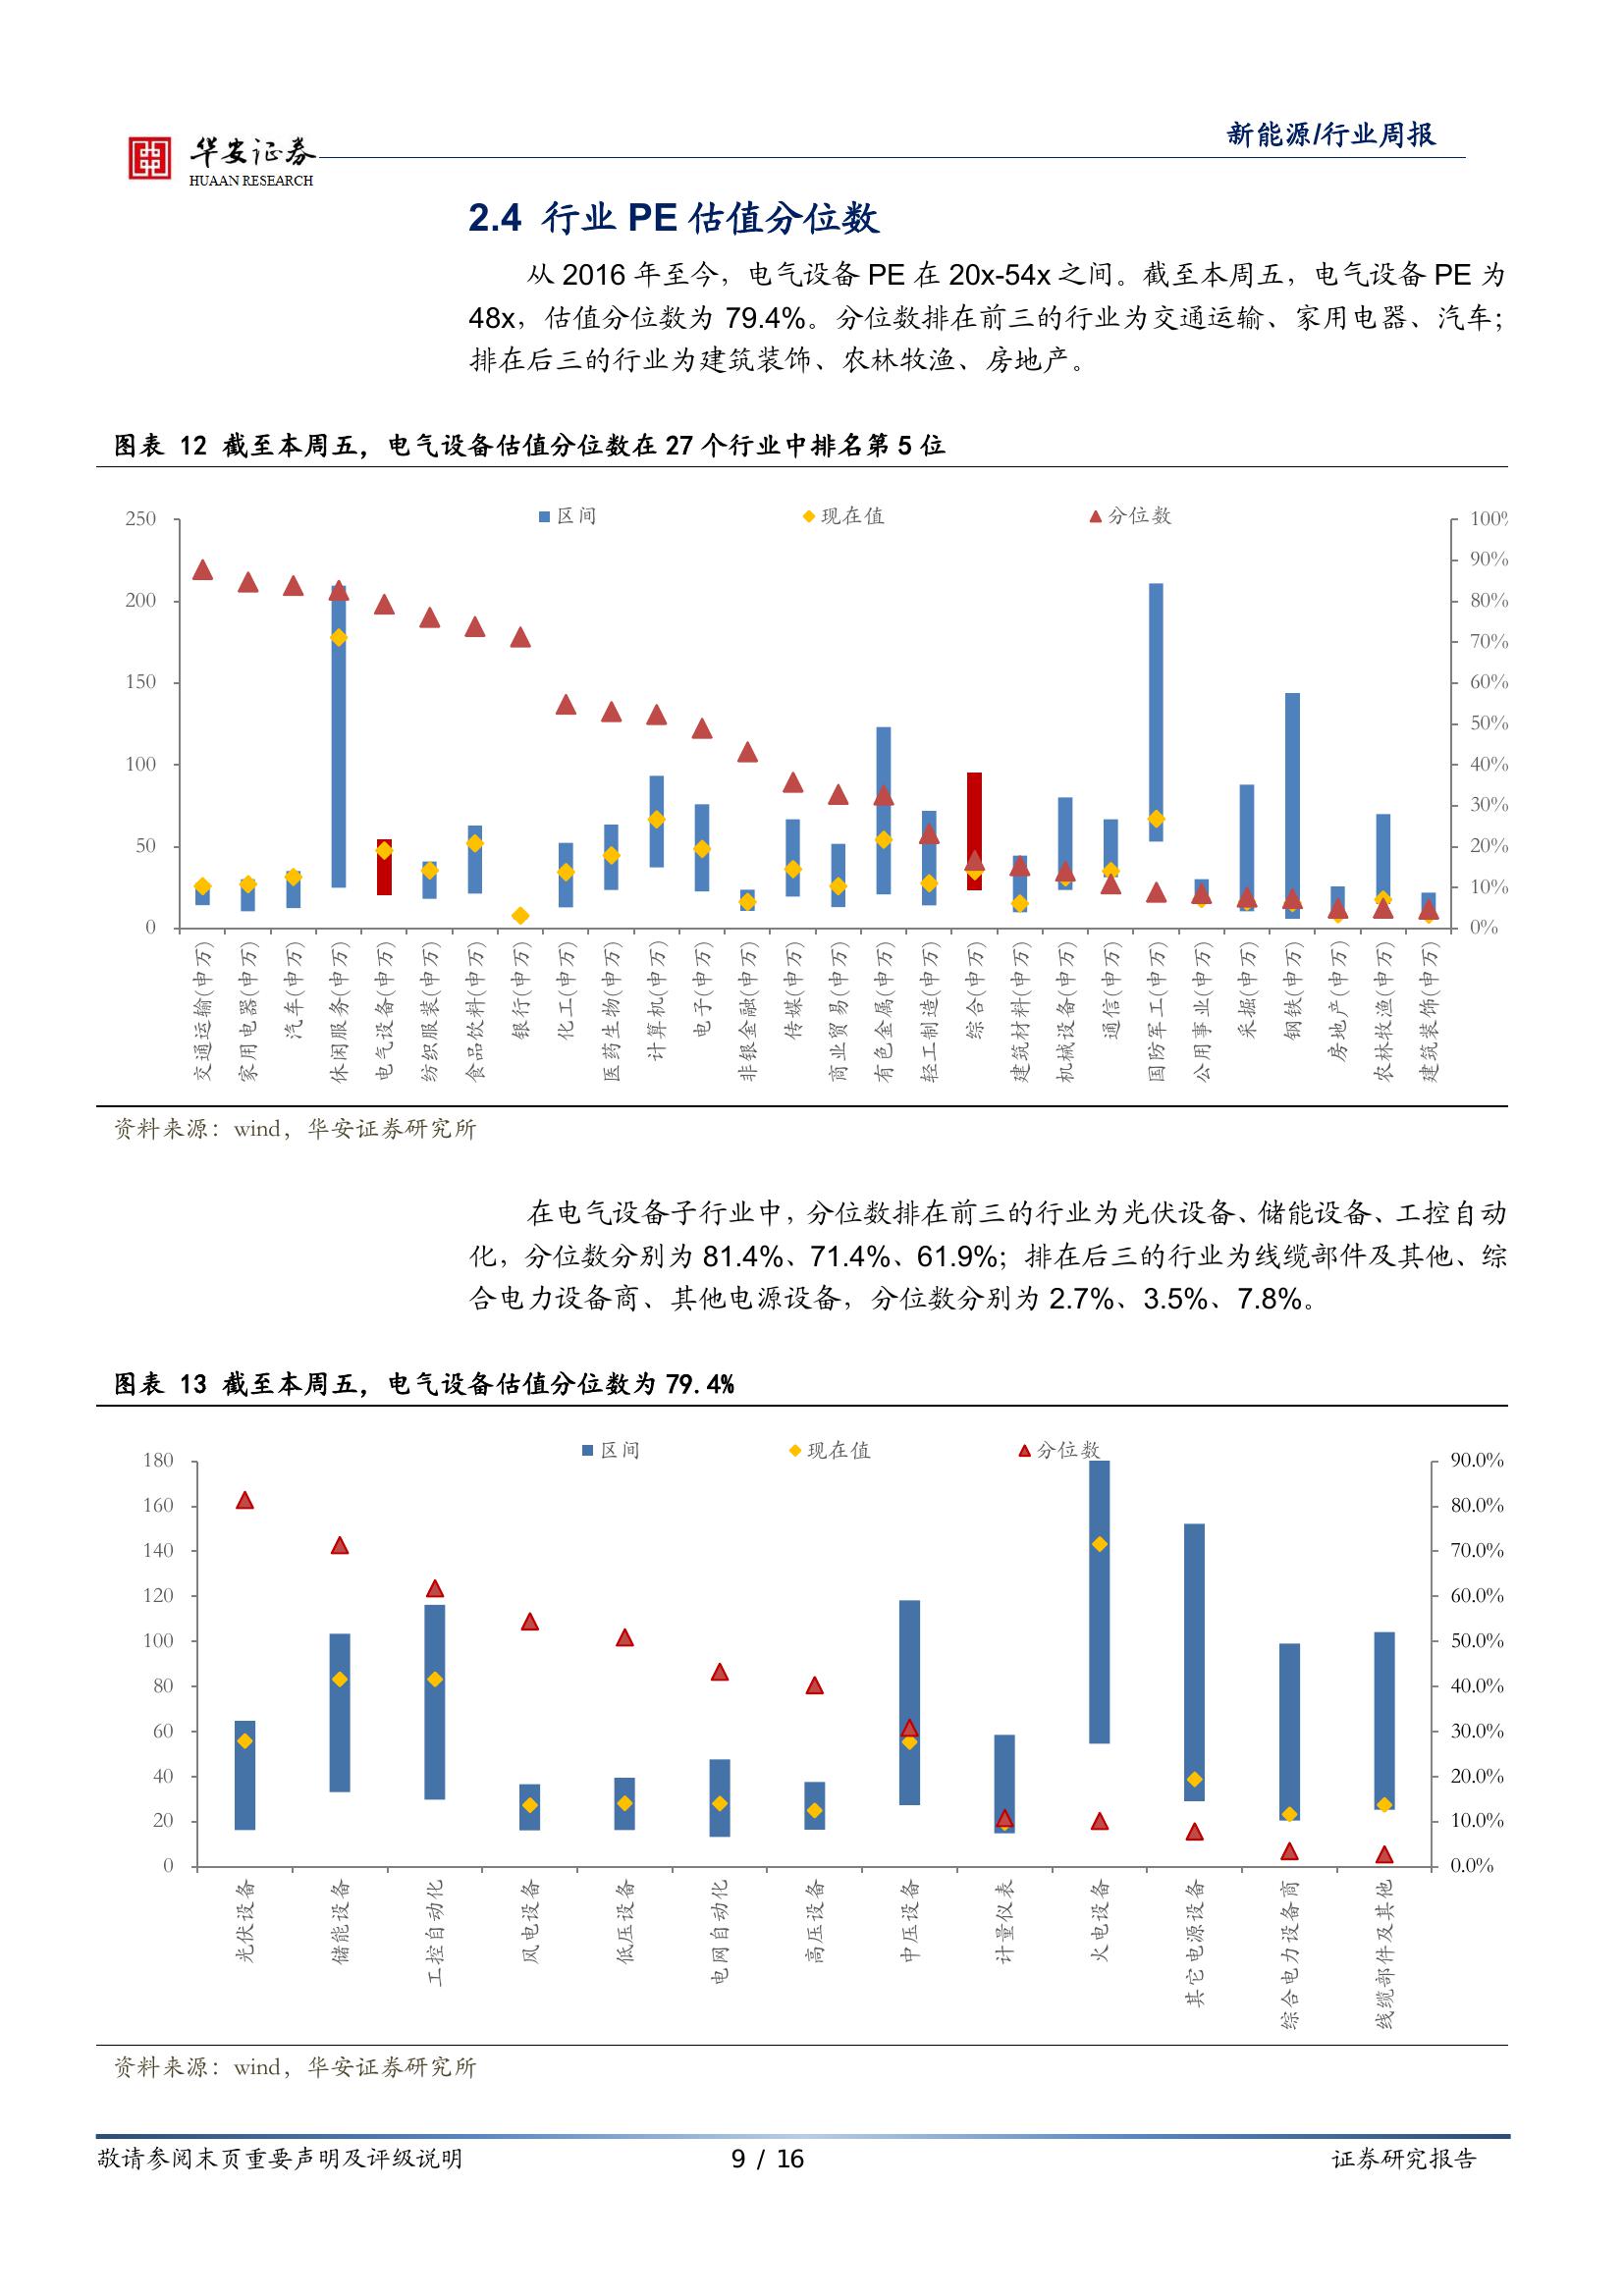 华安证券
HUAAN RESEARCH
新能源/行业周报
2.4 行业 PE 估值分位数
从 2016 年至今，电气设备 PE 在 20x-54x 之间。截至本周五，电气设备 PE 为
48x，估值分位数为 79.4%。分位数排在前三的行业为交通运输、家用电器、汽车；
排在后三的行业为建筑装饰、农林牧渔、房地产。
图表 12 截至本周五，电气设备估值分位数在 27 个行业中排名第 5 位
区间 现在值 分位数
250 100%
90%
200 80%
70%
150 60%
50%
100 40%
30%
50 20%
10%
0 0%
交通运输(申万)
家用电器(申万)
汽车(申万)
休闲服务(申万)
电气设备(申万)
纺织服装(申万)
食品饮料(申万)
银行(申万)
化工(申万)
医药生物(申万)
计算机(申万)
电子(申万)
非银金融(申万)
传媒(申万)
商业贸易(申万)
有色金属(申万)
轻工制造(申万)
综合(申万)
建筑材料(申万)
机械设备(申万)
通信(申万)
国防军工(申万)
公用事业(申万)
采掘(申万)
钢铁(申万)
房地产(申万)
农林牧渔(申万)
建筑装饰(申万)
资料来源：wind，华安证券研究所
在电气设备子行业中，分位数排在前三的行业为光伏设备、储能设备、工控自动
化，分位数分别为 81.4%、71.4%、61.9%；排在后三的行业为线缆部件及其他、综
合电力设备商、其他电源设备，分位数分别为 2.7%、3.5%、7.8%。
图表 13 截至本周五，电气设备估值分位数为 79.4%
区间 现在值 分位数
180 90.0%
160 80.0%
140 70.0%
120 60.0%
100 50.0%
80 40.0%
60 30.0%
40 20.0%
20 10.0%
0 0.0%
光伏设备
储能设备
工控自动化
风电设备
低压设备
电网自动化
高压设备
中压设备
计量仪表
火电设备
其它电源设备
综合电力设备商
线缆部件及其他
资料来源：wind，华安证券研究所
敬请参阅末页重要声明及评级说明 9 / 16 证券研究报告